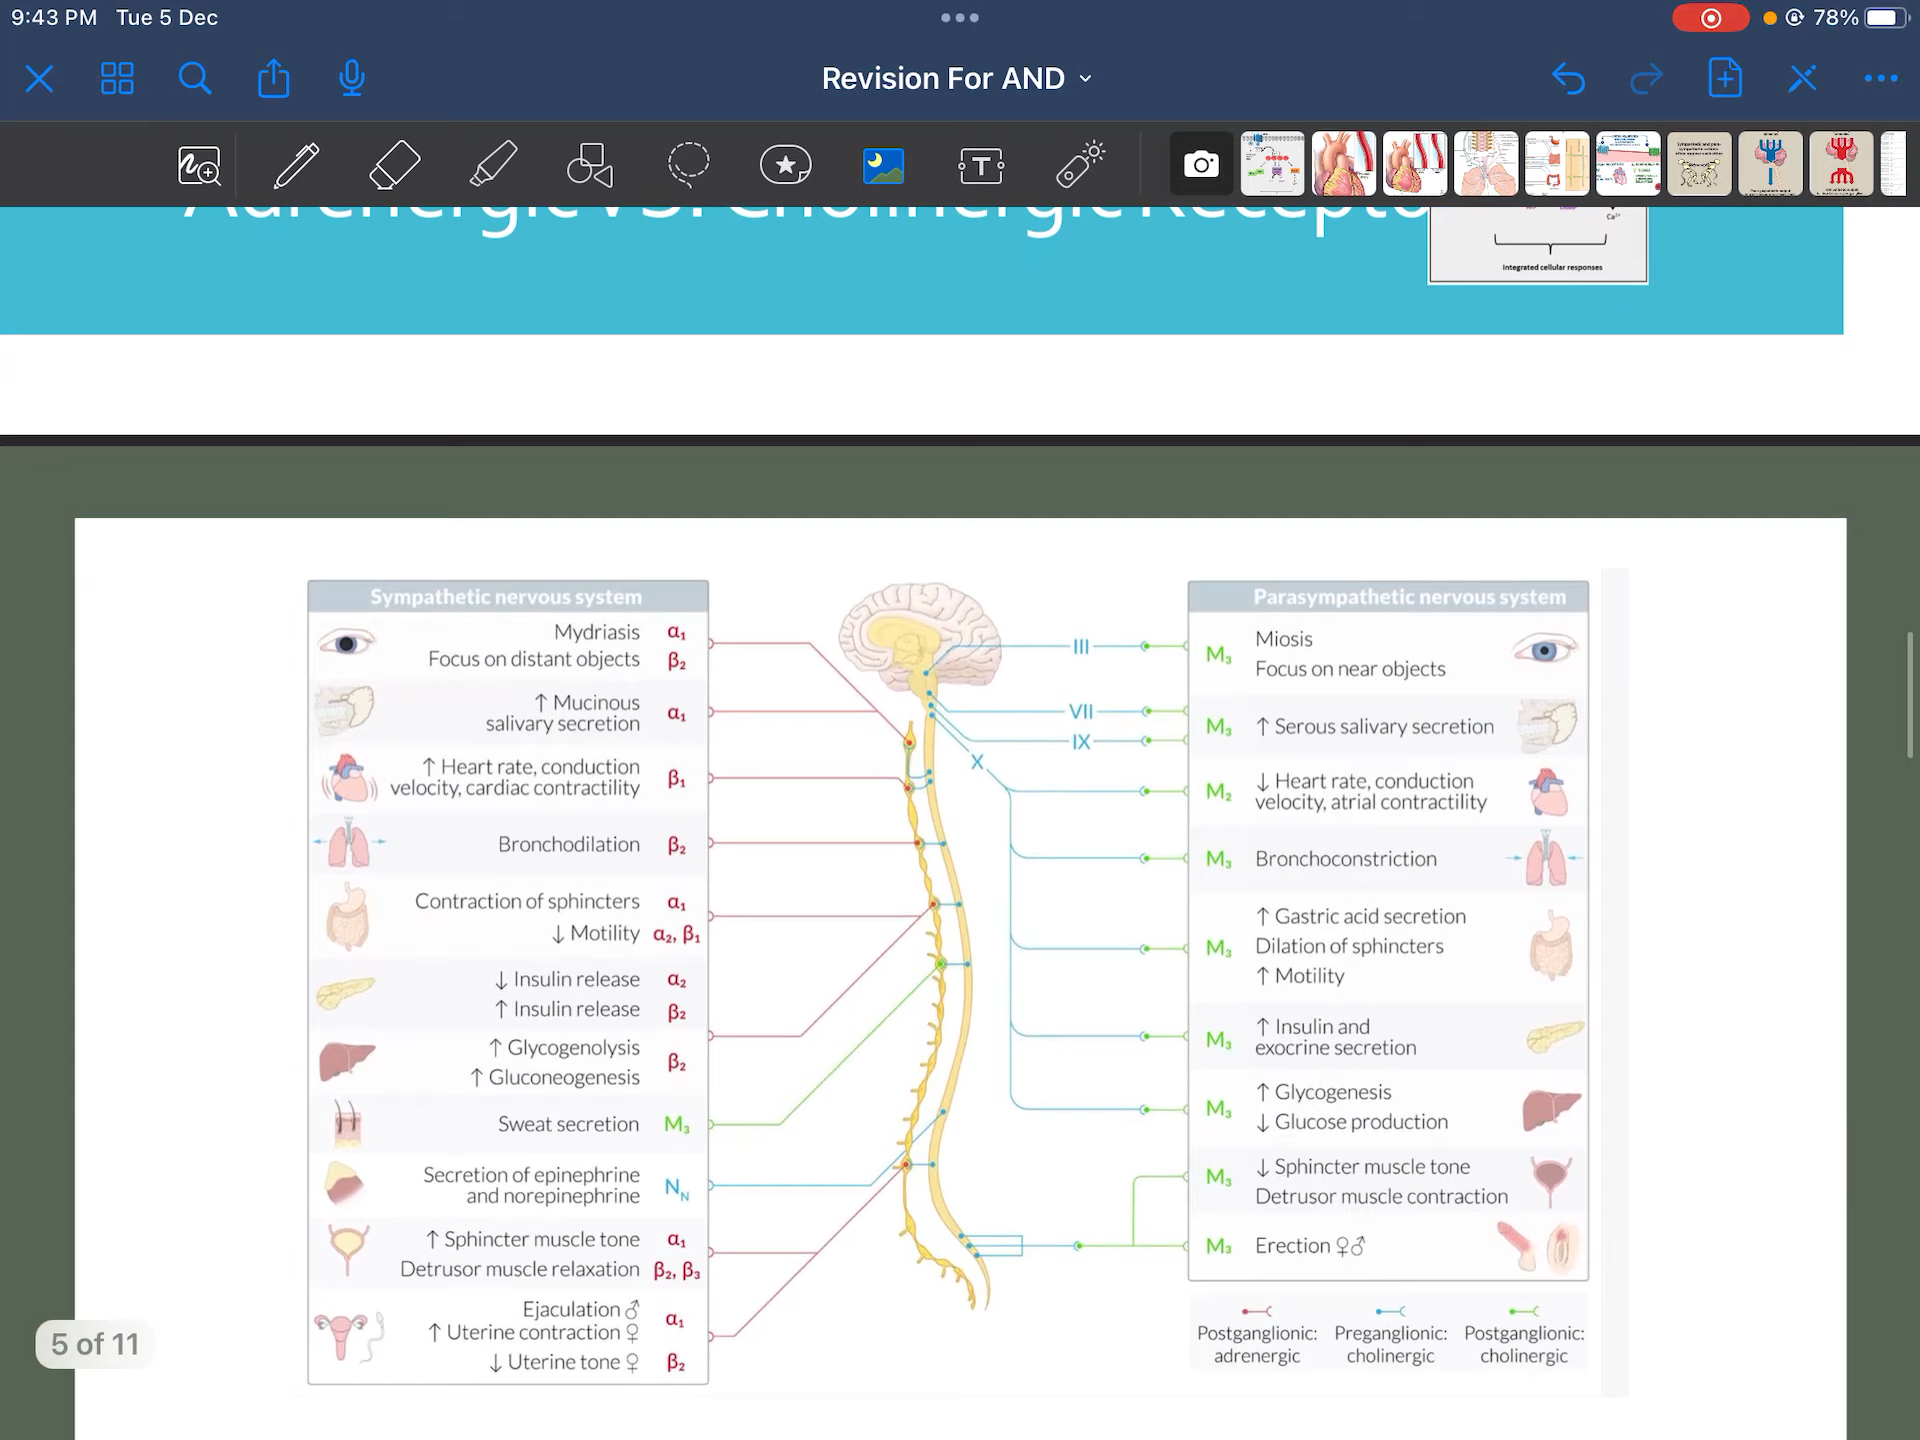 9:43 PM Tue 5 Dec
78%
Revision For AND
T
Adrenergic VS. Cholinergic Recepto
Ca²⁺
Integrated cellular responses
Sympathetic nervous system
Mydriasis α₁
Focus on distant objects β₂
↑ Mucinous
salivary secretion α₁
↑ Heart rate, conduction
velocity, cardiac contractility β₁
Bronchodilation β₂
Contraction of sphincters α₁
↓ Motility α₂, β₁
↓ Insulin release α₂
↑ Insulin release β₂
↑ Glycogenolysis
↑ Gluconeogenesis β₂
Sweat secretion M₃
Secretion of epinephrine
and norepinephrine N_N
↑ Sphincter muscle tone α₁
Detrusor muscle relaxation β₂, β₃
Ejaculation ♂
↑ Uterine contraction ♀ α₁
↓ Uterine tone ♀ β₂
III
VII
IX
X
Parasympathetic nervous system
M₃ Miosis
Focus on near objects
M₃ ↑ Serous salivary secretion
M₂ ↓ Heart rate, conduction
velocity, atrial contractility
M₃ Bronchoconstriction
↑ Gastric acid secretion
M₃ Dilation of sphincters
↑ Motility
M₃ ↑ Insulin and
exocrine secretion
M₃ ↑ Glycogenesis
↓ Glucose production
M₃ ↓ Sphincter muscle tone
Detrusor muscle contraction
M₃ Erection ♀♂
Postganglionic:
adrenergic
Preganglionic:
cholinergic
Postganglionic:
cholinergic
5 of 11